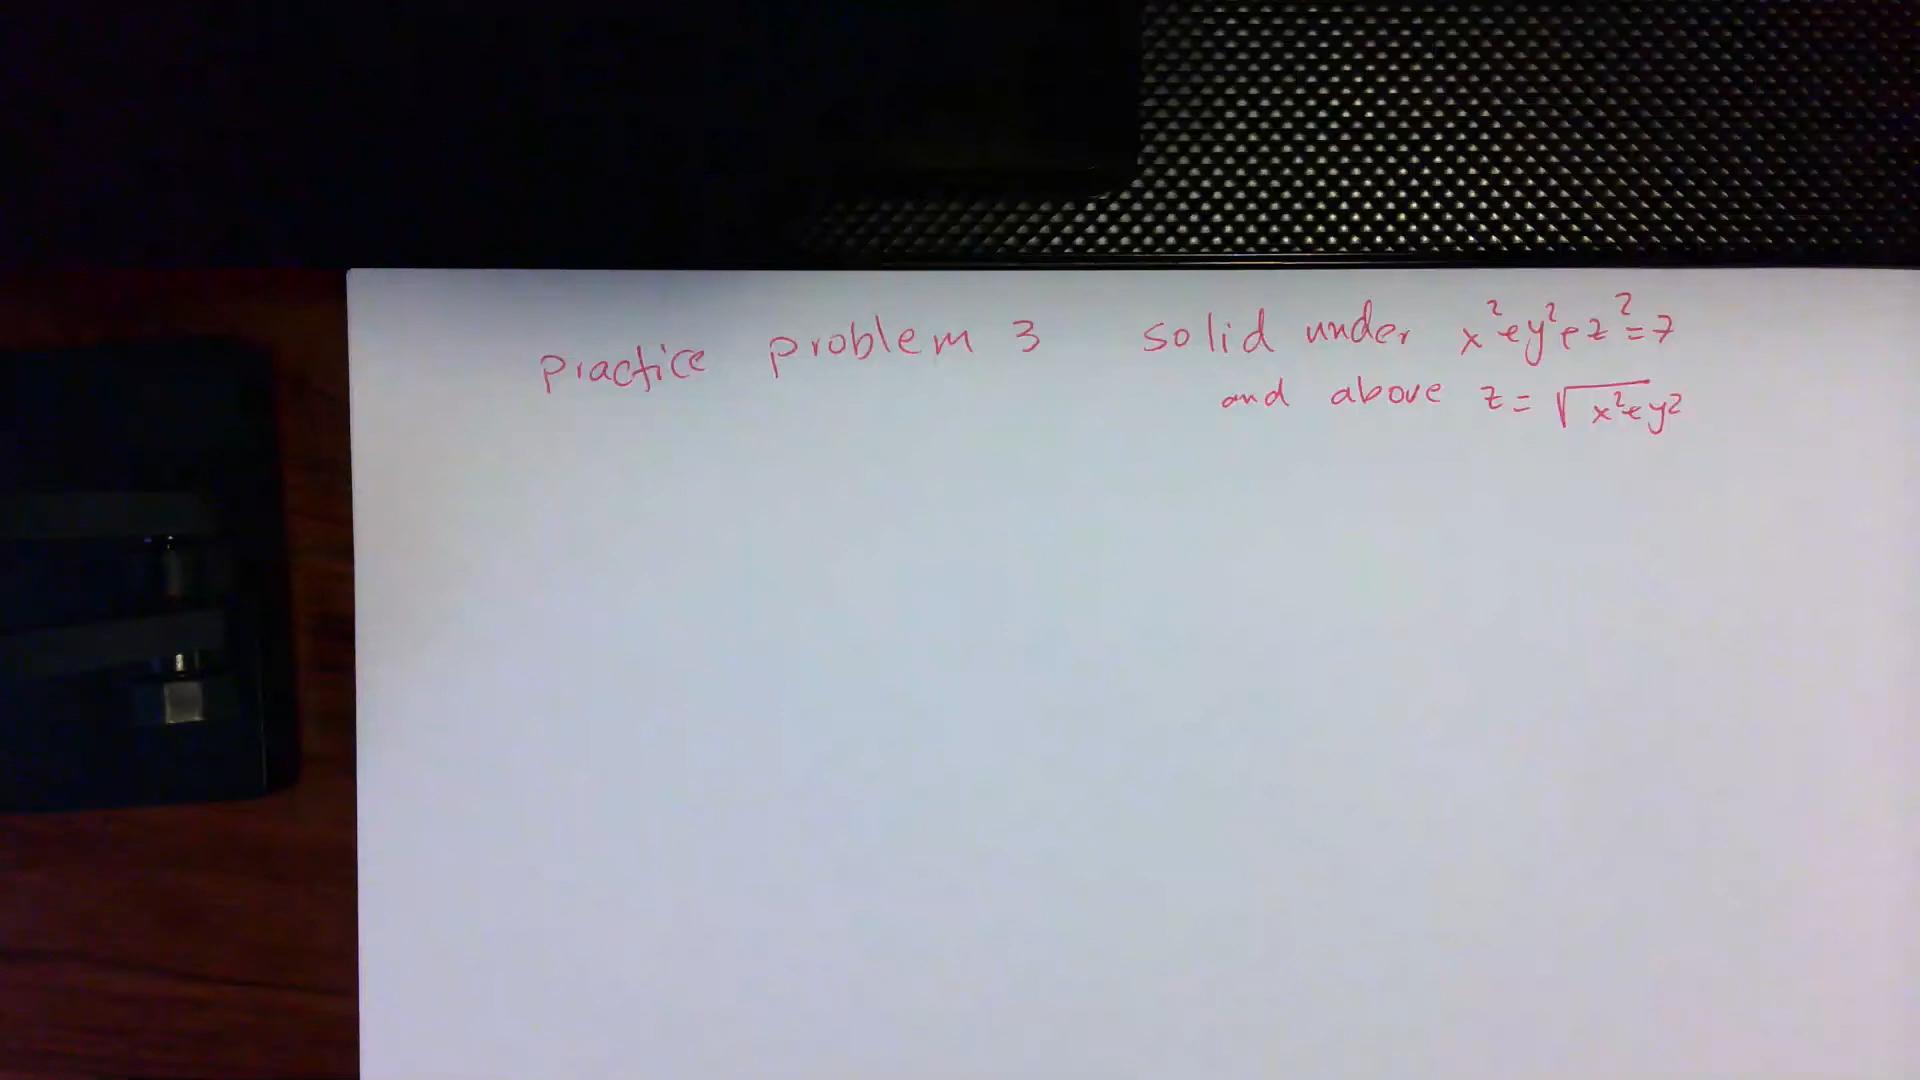 Practice problem 3 solid under x²+y²+z²=7
and above z = √x²+y²